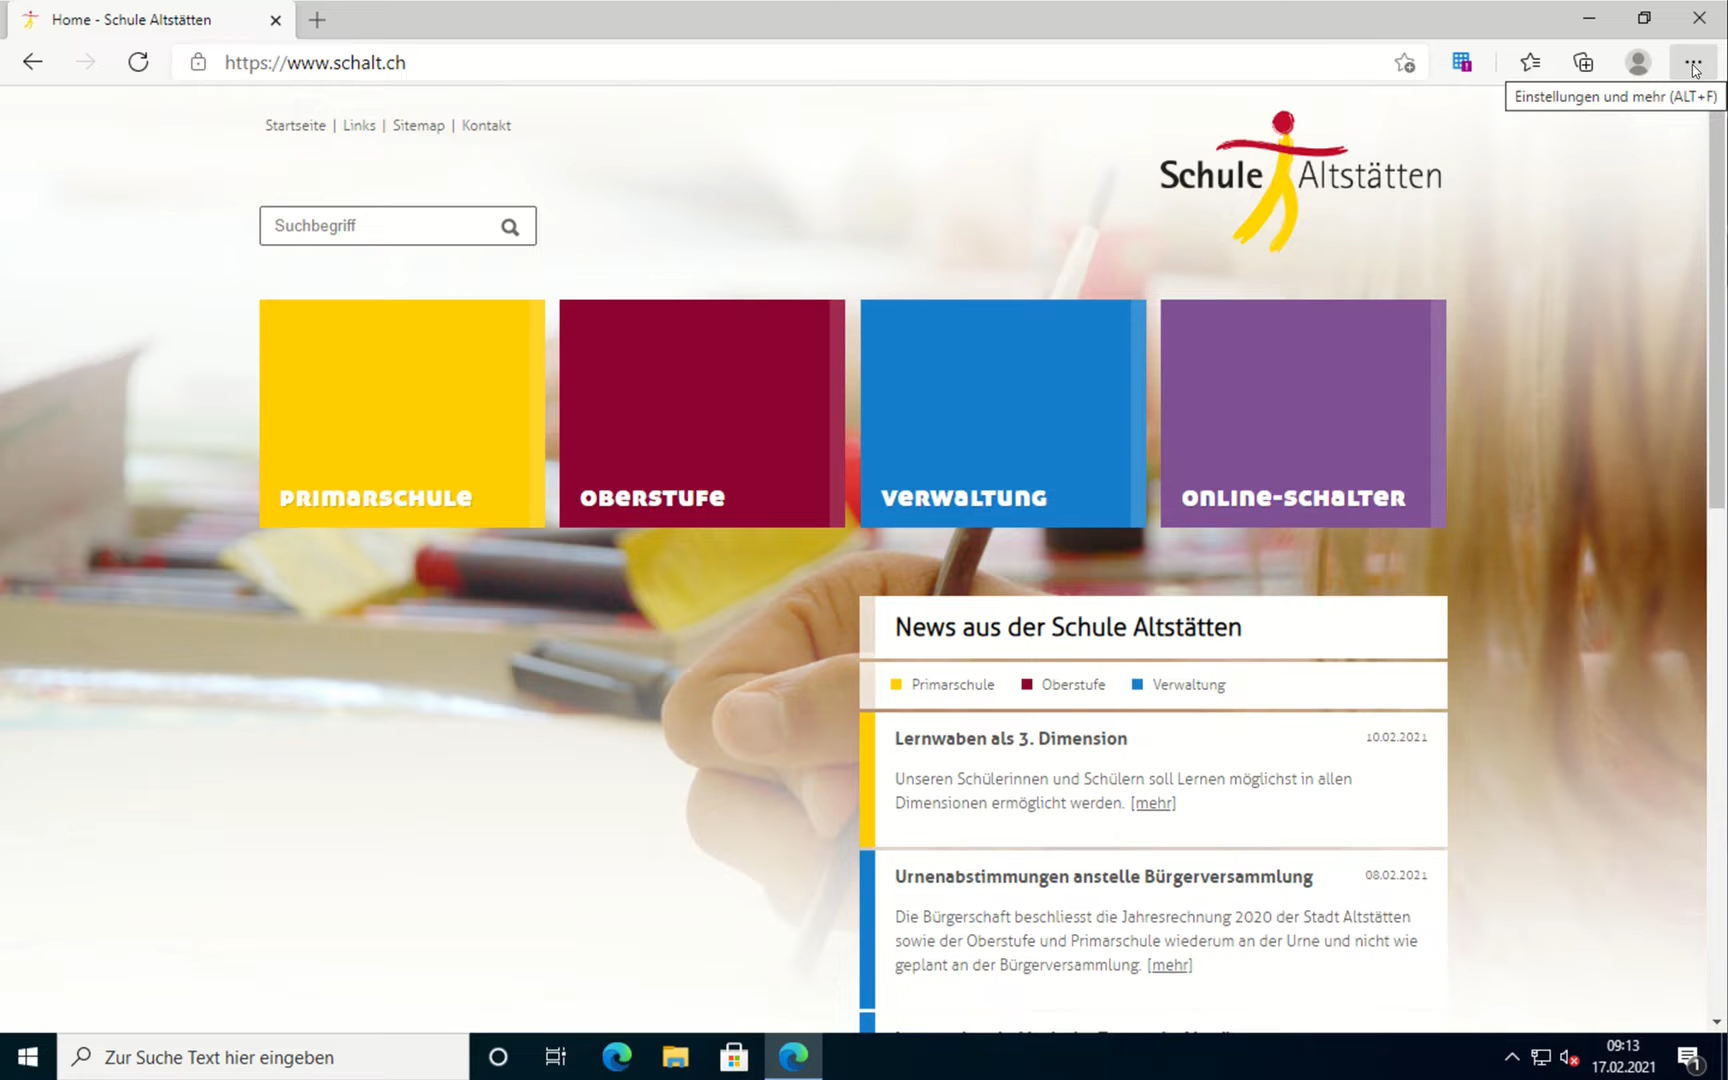 Home - Schule Altstätten
https://www.schalt.ch
Einstellungen und mehr (ALT+F)
Startseite | Links | Sitemap | Kontakt
Schule Altstätten
Suchbegriff
PRIMARSCHULE
OBERSTUFE
VERWALTUNG
ONLINE-SCHALTER
News aus der Schule Altstätten
Primarschule Oberstufe Verwaltung
Lernwaben als 3. Dimension 10.02.2021
Unseren Schülerinnen und Schülern soll Lernen möglichst in allen
Dimensionen ermöglicht werden. [mehr]
Urnenabstimmungen anstelle Bürgerversammlung 08.02.2021
Die Bürgerschaft beschliesst die Jahresrechnung 2020 der Stadt Altstätten
sowie der Oberstufe und Primarschule wiederum an der Urne und nicht wie
geplant an der Bürgerversammlung. [mehr]
Zur Suche Text hier eingeben
09:13
17.02.2021
1